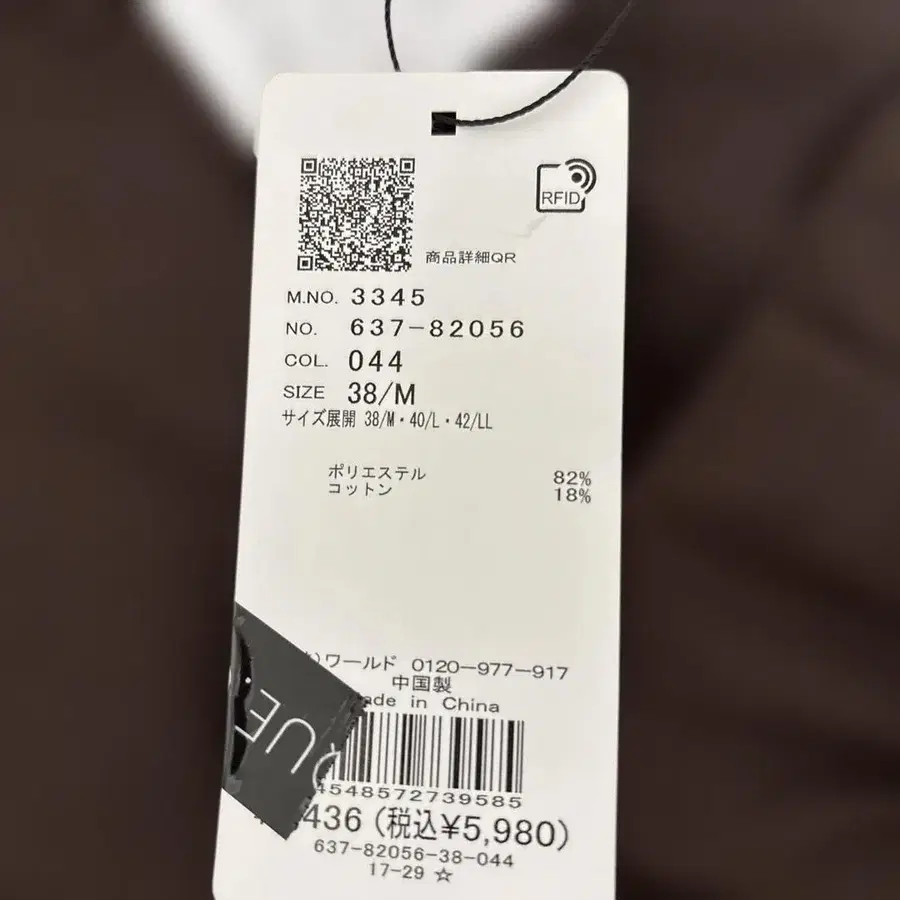 RFID
商品詳細QR
M.NO. 3345
NO. 637-82056
COL. 044
SIZE 38/M
サイズ展開 38/M・40/L・42/LL
ポリエステル 82%
コットン 18%
ワールド 0120-977-917
中国製
in China
QUE
4548572739585
436 (税込¥5,980)
637-82056-38-044
17-29 ☆